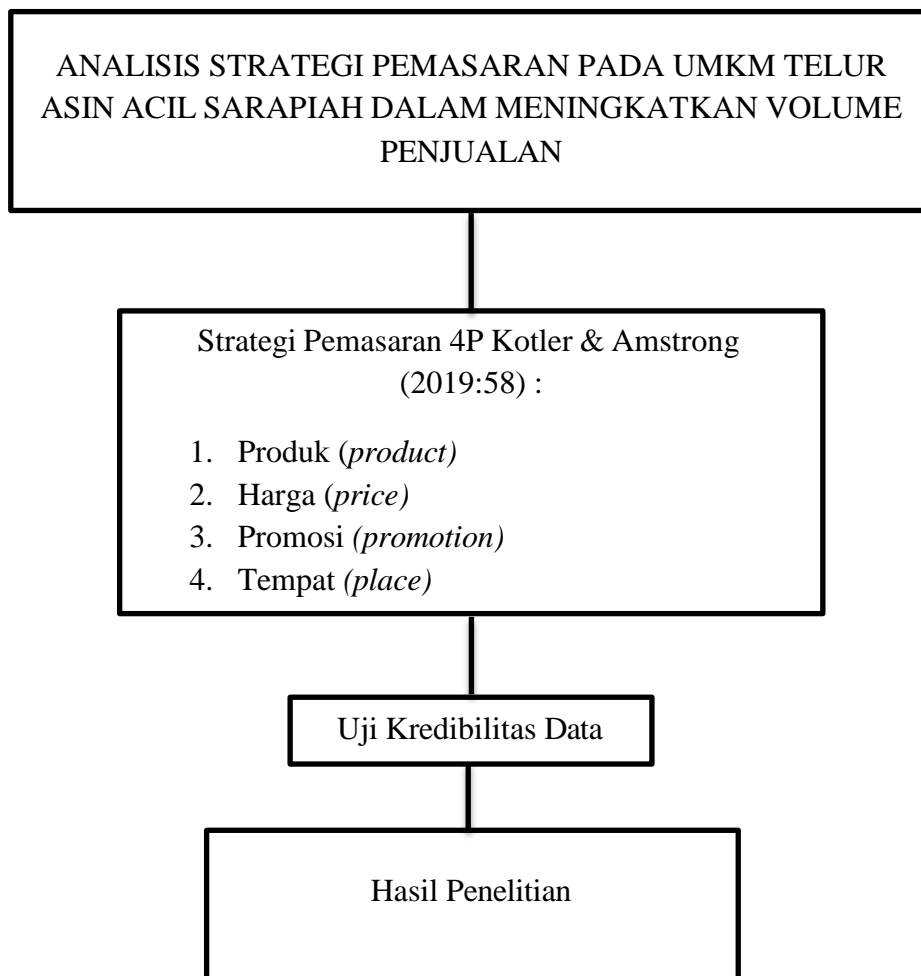 ANALISIS STRATEGI PEMASARAN PADA UMKM TELUR
ASIN ACIL SARAPIAH DALAM MENINGKATKAN VOLUME
PENJUALAN
Strategi Pemasaran 4P Kotler & Amstrong
(2019:58) :
1. Produk (product)
2. Harga (price)
3. Promosi (promotion)
4. Tempat (place)
Uji Kredibilitas Data
Hasil Penelitian